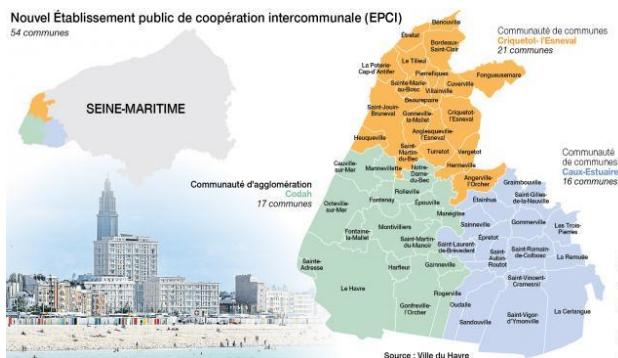 Nouvel Établissement public de coopération intercommunale (EPCI)
54 communes
SEINE-MARITIME
Communauté de communes
Criquetot-l'Esneval
21 communes
Bénouville
Étretat
Bordeaux-
Saint-Clair
Le Tilleul
La Poterie-
Cap-d'Antifer
Pierrefiques
Fongueusemare
Sainte-Marie-
au-Bosc
Cuverville
Villainville
Beaurepaire
Saint-Jouin-
Bruneval
Gonneville-
la-Mallet
Criquetot-
l'Esneval
Anglesqueville-
l'Esneval
Heuqueville
Saint-
Martin-
du-Bec
Turretot
Vergetot
Hermeville
Angerville-
l'Orcher
Communauté
de communes
Caux-Estuaire
16 communes
Communauté d'agglomération
Codah
17 communes
Cauville-
sur-Mer
Mannevillette
Notre-
Dame-
du-Bec
Rolleville
Octeville-
sur-Mer
Fontenay
Épouville
Manéglise
Montivilliers
Fontaine-
la-Mallet
Saint-Martin-
du-Manoir
Sainte-
Adresse
Harfleur
Gainneville
Le Havre
Rogerville
Gonfreville-
l'Orcher
Graimbouville
Étainhus
Saint-Gilles-
de-la-Neuville
Sainneville
Gommerville
Les Trois-
Pierres
Épretot
Saint-Laurent-
de-Brèvedent
Saint-
Aubin-
Routot
Saint-Romain-
de-Colbosc
La Remuée
Saint-Vincent-
Cramesnil
Oudalle
Sandouville
Saint-Vigor-
d'Ymonville
La Cerlangue
Source : Ville du Havre